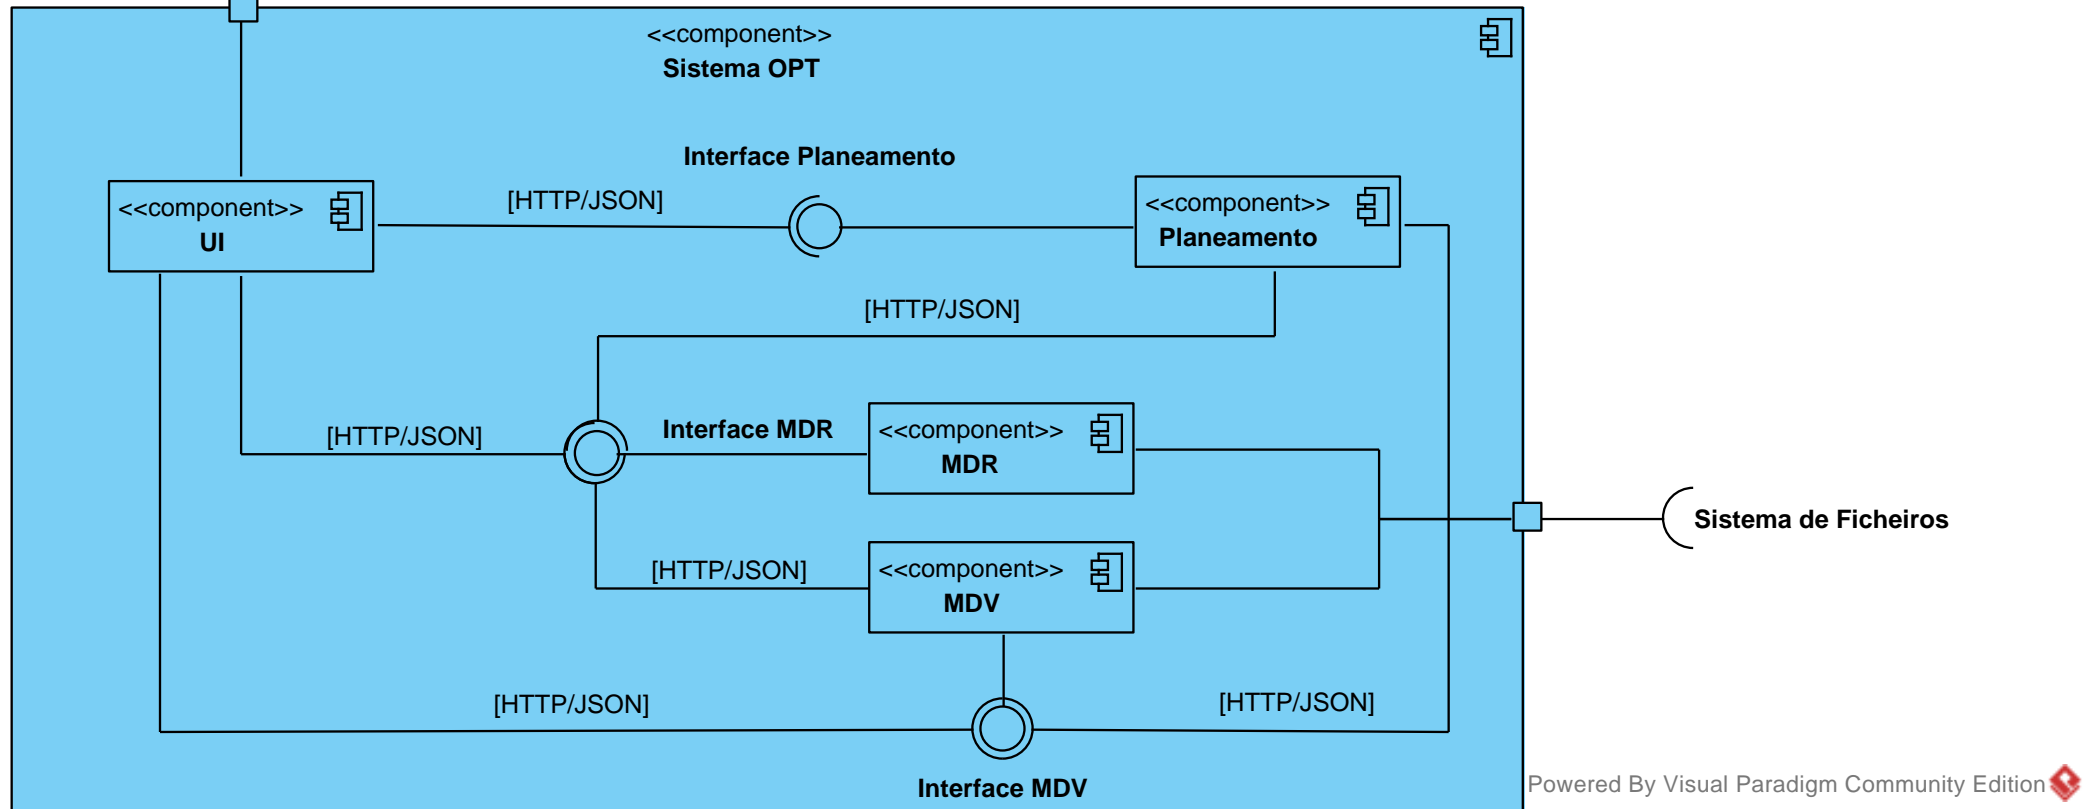 <<component>>
Sistema OPT
Interface Planeamento
[HTTP/JSON]
<<component>>
UI
<<component>>
Planeamento
[HTTP/JSON]
[HTTP/JSON]
Interface MDR
<<component>>
MDR
Sistema de Ficheiros
[HTTP/JSON]
<<component>>
MDV
[HTTP/JSON]
[HTTP/JSON]
Interface MDV
Powered By Visual Paradigm Community Edition